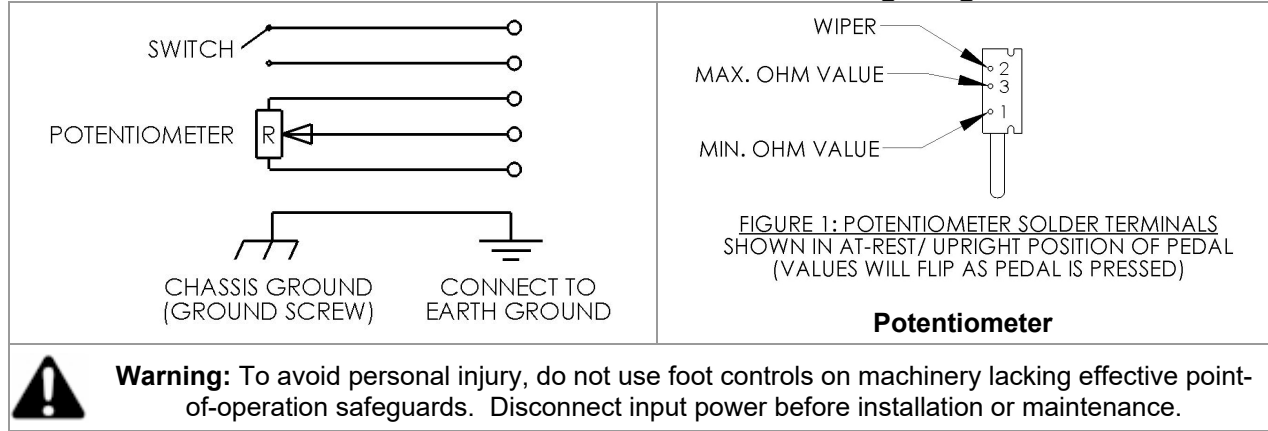 SWITCH
POTENTIOMETER
R
CHASSIS GROUND
(GROUND SCREW)
CONNECT TO
EARTH GROUND
WIPER
MAX. OHM VALUE
MIN. OHM VALUE
2
3
1
FIGURE 1: POTENTIOMETER SOLDER TERMINALS
SHOWN IN AT-REST/ UPRIGHT POSITION OF PEDAL
(VALUES WILL FLIP AS PEDAL IS PRESSED)
Potentiometer
Warning: To avoid personal injury, do not use foot controls on machinery lacking effective point-
of-operation safeguards. Disconnect input power before installation or maintenance.